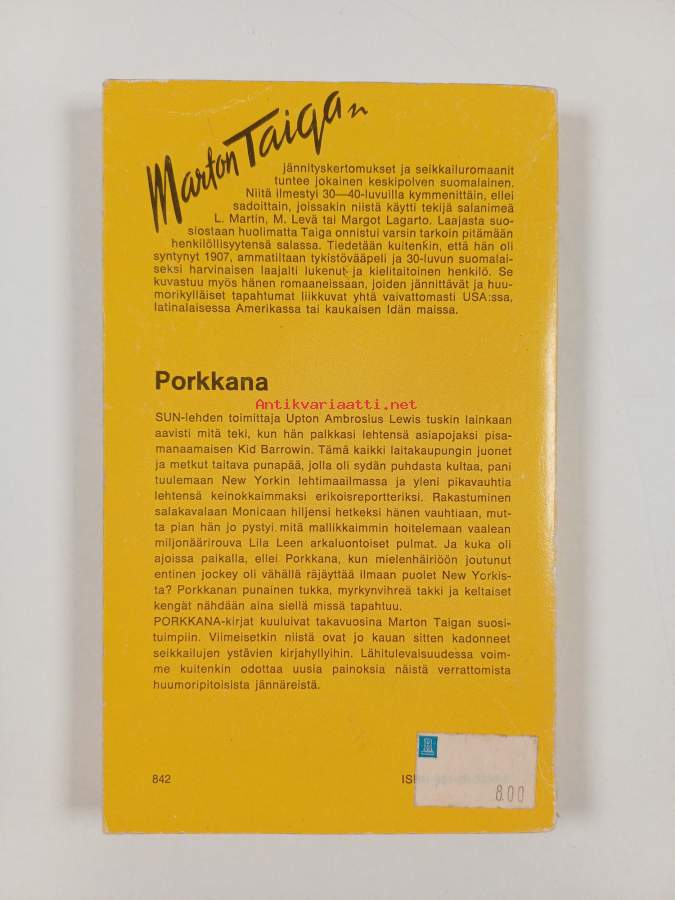 Marton Taigan
jännityskertomukset ja seikkailuromaanit
tuntee jokainen keskipolven suomalainen.
Niitä ilmestyi 30—40-luvuilla kymmenittäin, ellei
sadoittain, joissakin niistä käytti tekijä salanimeä
L. Martin, M. Levä tai Margot Lagarto. Laajasta suo-
siostaan huolimatta Taiga onnistui varsin tarkoin pitämään
henkilöllisyytensä salassa. Tiedetään kuitenkin, että hän oli
syntynyt 1907, ammatiltaan tykistövääpeli ja 30-luvun suomalai-
seksi harvinaisen laajalti lukenut ja kielitaitoinen henkilö. Se
kuvastuu myös hänen romaaneissaan, joiden jännittävät ja huu-
morikylläiset tapahtumat liikkuvat yhtä vaivattomasti USA:ssa,
latinalaisessa Amerikassa tai kaukaisen Idän maissa.
Porkkana
Antikvariaatti.net
SUN-lehden toimittaja Upton Ambrosius Lewis tuskin lainkaan
aavisti mitä teki, kun hän palkkasi lehtensä asiapojaksi pisa-
manaamaisen Kid Barrowin. Tämä kaikki laitakaupungin juonet
ja metkut taitava punapää, jolla oli sydän puhdasta kultaa, pani
tuulemaan New Yorkin lehtimaailmassa ja yleni pikavauhtia
lehtensä keinokkaimmaksi erikoisreportteriksi. Rakastuminen
salakavalaan Monicaan hiljensi hetkeksi hänen vauhtiaan, mut-
ta pian hän jo pystyi mitä mallikkaimmin hoitelemaan vaalean
miljonäärirouva Lila Leen arkaluontoiset pulmat. Ja kuka oli
ajoissa paikalla, ellei Porkkana, kun mielenhäiriöön joutunut
entinen jockey oli vähällä räjäyttää ilmaan puolet New Yorkis-
ta? Porkkanan punainen tukka, myrkynvihreä takki ja keltaiset
kengät nähdään aina siellä missä tapahtuu.
PORKKANA-kirjat kuuluivat takavuosina Marton Taigan suosi-
tuimpiin. Viimeisetkin niistä ovat jo kauan sitten kadonneet
seikkailujen ystävien kirjahyllyihin. Lähitulevaisuudessa voim-
me kuitenkin odottaa uusia painoksia näistä verrattomista
huumoripitoisista jännäreistä.
842
8.00